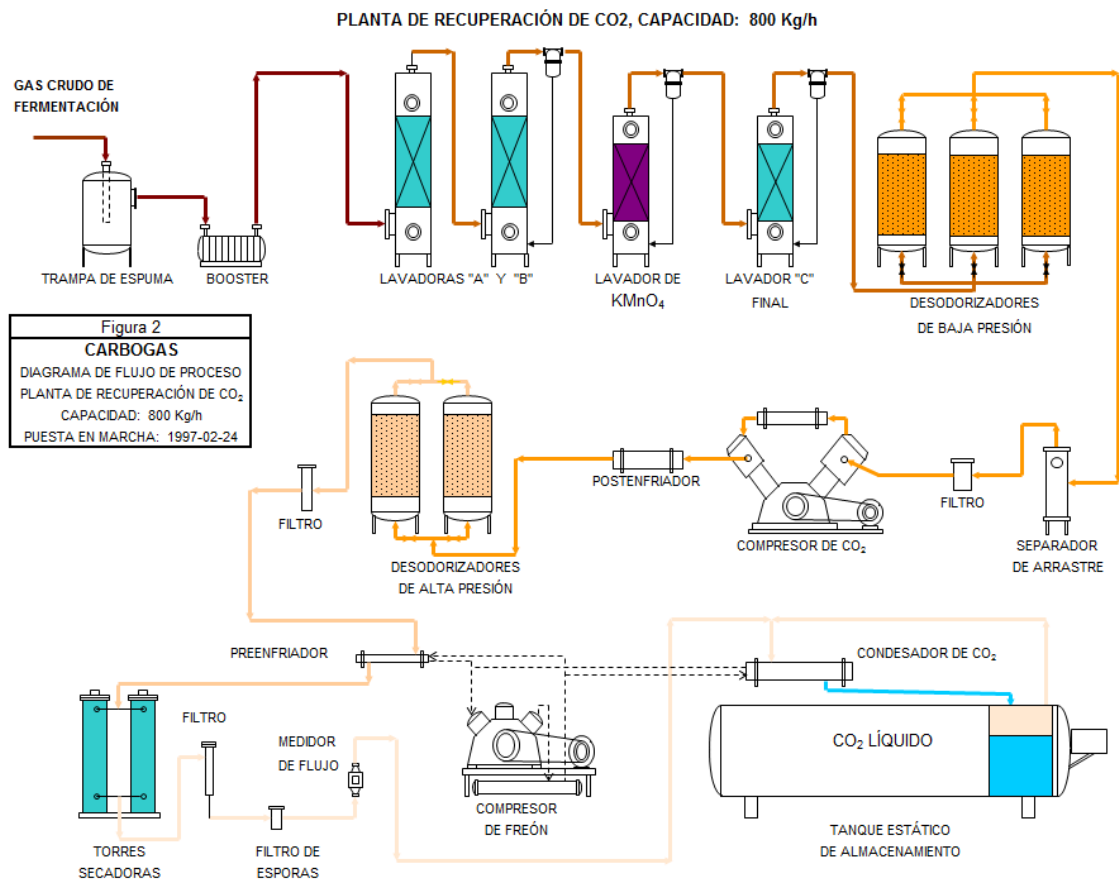 PLANTA DE RECUPERACIÓN DE CO2, CAPACIDAD: 800 Kg/h
GAS CRUDO DE
FERMENTACIÓN
TRAMPA DE ESPUMA
BOOSTER
LAVADORAS "A" Y "B"
LAVADOR DE
KMnO₄
LAVADOR "C"
FINAL
DESODORIZADORES
DE BAJA PRESIÓN
Figura 2
CARBOGAS
DIAGRAMA DE FLUJO DE PROCESO
PLANTA DE RECUPERACIÓN DE CO₂
CAPACIDAD: 800 Kg/h
PUESTA EN MARCHA: 1997-02-24
FILTRO
DESODORIZADORES
DE ALTA PRESIÓN
POSTENFRIADOR
COMPRESOR DE CO₂
FILTRO
SEPARADOR
DE ARRASTRE
PREENFRIADOR
CONDESADOR DE CO₂
FILTRO
MEDIDOR
DE FLUJO
CO₂ LÍQUIDO
COMPRESOR
DE FREÓN
TORRES
SECADORAS
FILTRO DE
ESPORAS
TANQUE ESTÁTICO
DE ALMACENAMIENTO